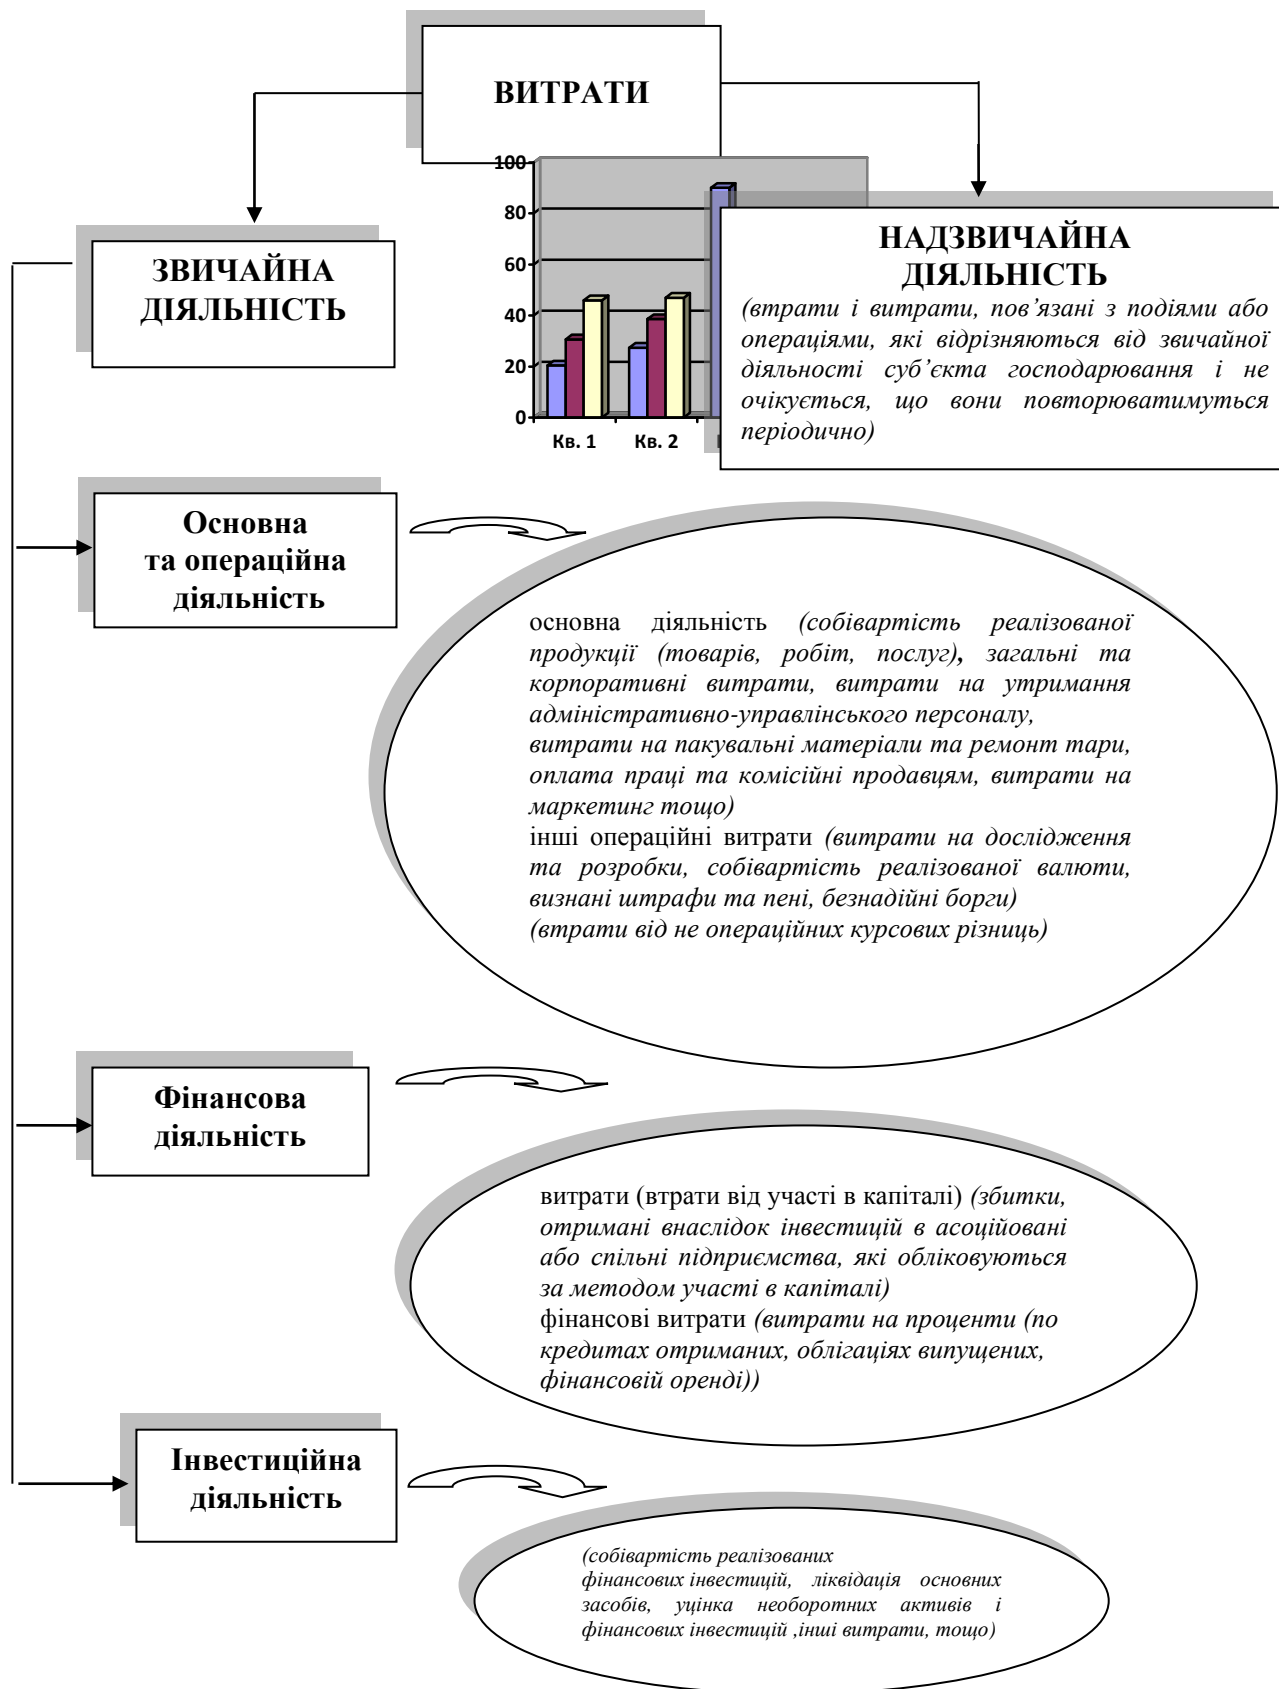 ВИТРАТИ
ЗВИЧАЙНА
ДІЯЛЬНІСТЬ
100
80
60
40
20
0
Кв. 1
Кв. 2
НАДЗВИЧАЙНА
ДІЯЛЬНІСТЬ
(втрати і витрати, пов’язані з подіями або
операціями, які відрізняються від звичайної
діяльності суб’єкта господарювання і не
очікується, що вони повторюватимуться
періодично)
Основна
та операційна
діяльність
основна діяльність (собівартість реалізованої
продукції (товарів, робіт, послуг), загальні та
корпоративні витрати, витрати на утримання
адміністративно-управлінського персоналу,
витрати на пакувальні матеріали та ремонт тари,
оплата праці та комісійні продавцям, витрати на
маркетинг тощо)
інші операційні витрати (витрати на дослідження
та розробки, собівартість реалізованої валюти,
визнані штрафи та пені, безнадійні борги)
(втрати від не операційних курсових різниць)
Фінансова
діяльність
витрати (втрати від участі в капіталі) (збитки,
отримані внаслідок інвестицій в асоційовані
або спільні підприємства, які обліковуються
за методом участі в капіталі)
фінансові витрати (витрати на проценти (по
кредитах отриманих, облігаціях випущених,
фінансовій оренді))
Інвестиційна
діяльність
(собівартість реалізованих
фінансових інвестицій, ліквідація основних
засобів, уцінка необоротних активів і
фінансових інвестицій ,інші витрати, тощо)